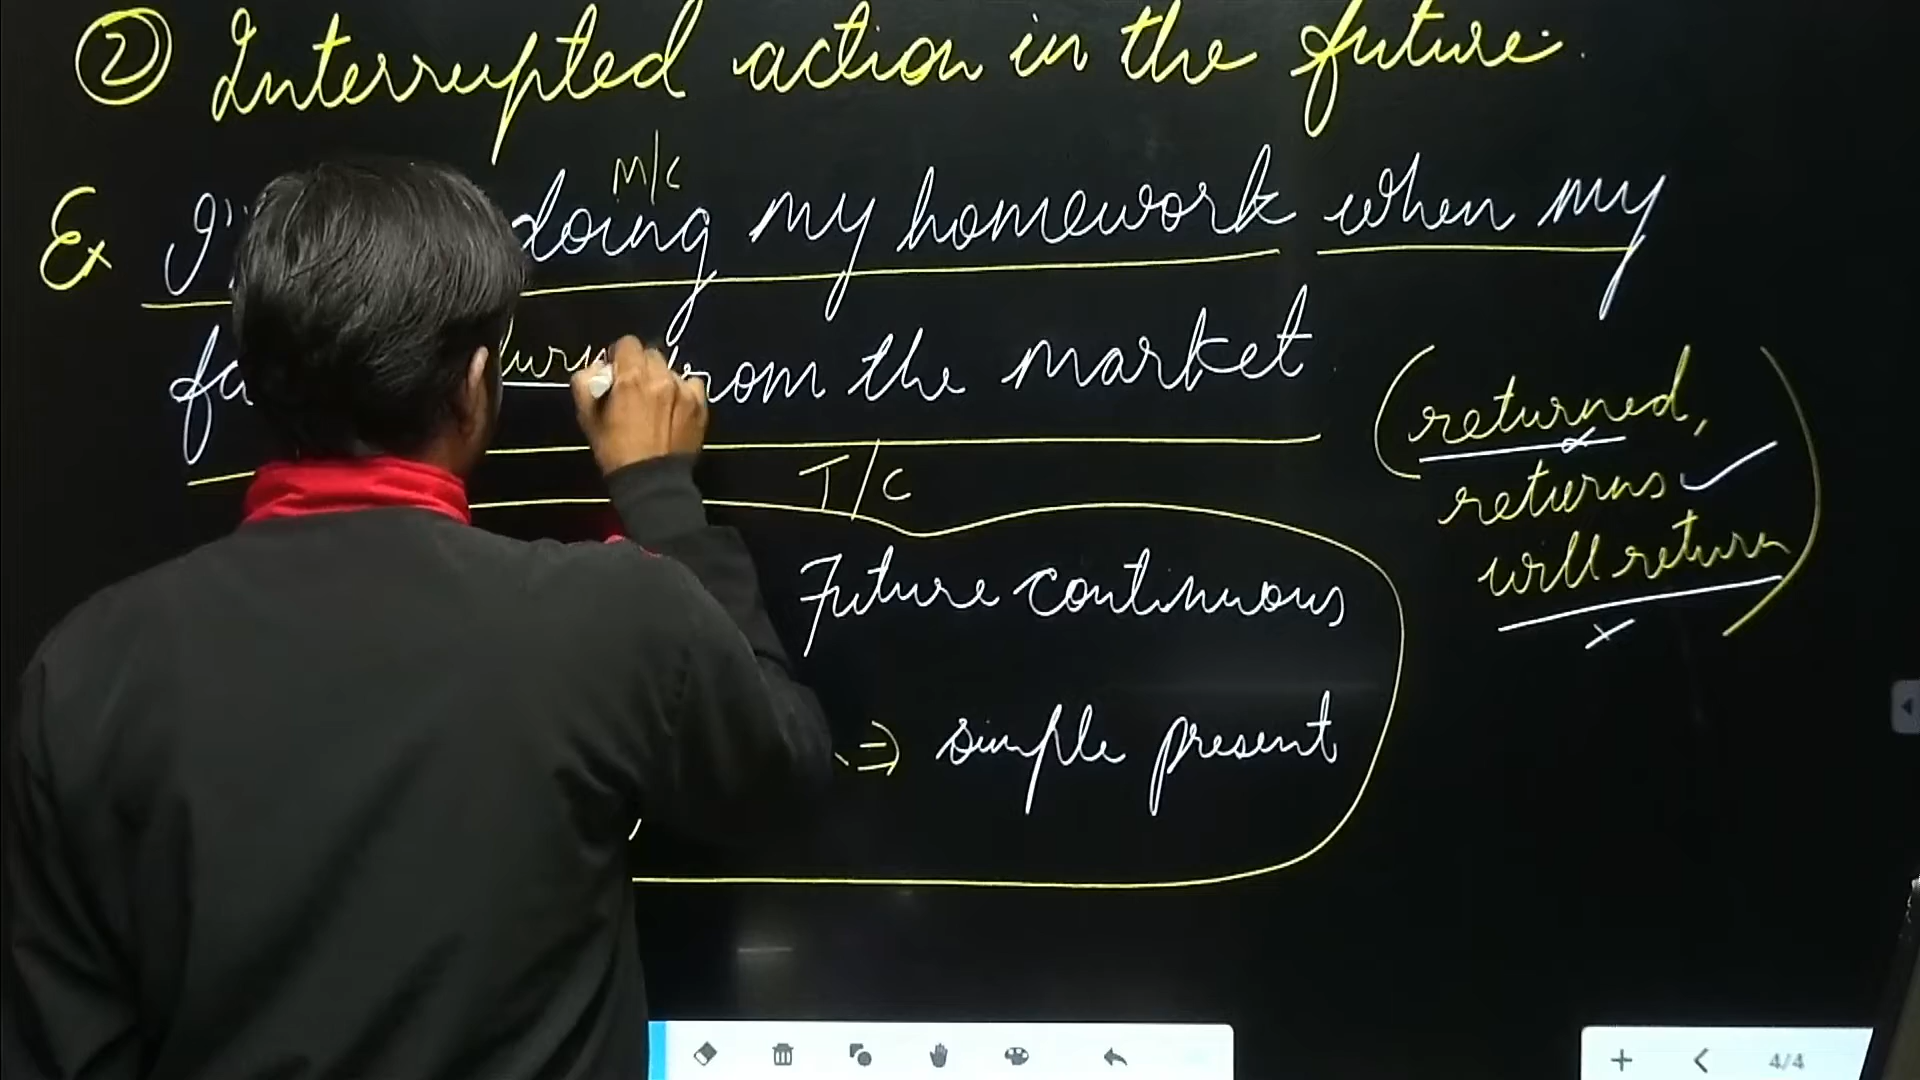 ② Interrupted action in the future.
M/C
Ex doing my homework when my
from the market
T/C
(returned,
returns ✓
will return)
x
Future continuous
⇒ simple present
4/4